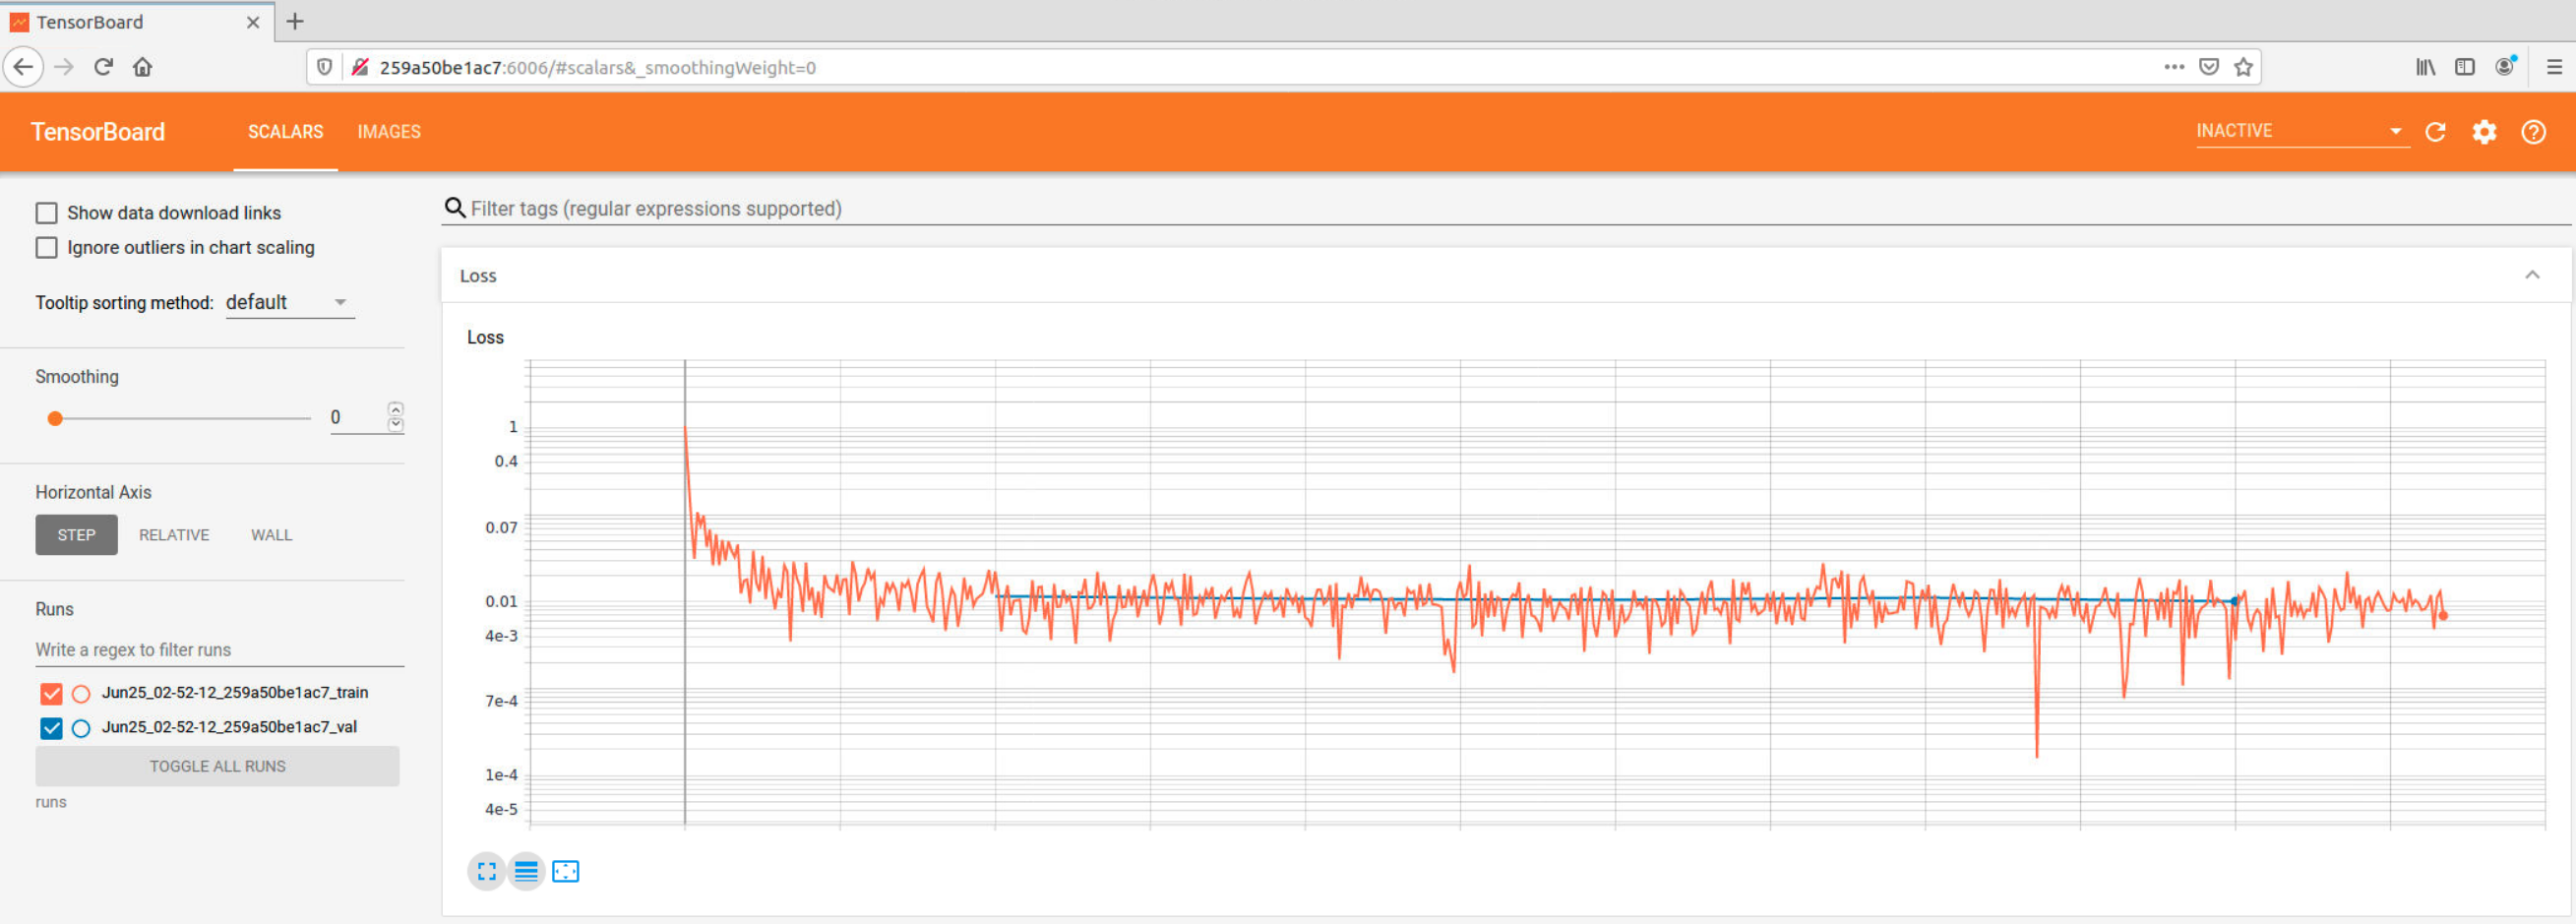 TensorBoard
259a50be1ac7:6006/#scalars&_smoothingWeight=0
TensorBoard SCALARS IMAGES INACTIVE
Show data download links
Ignore outliers in chart scaling
Tooltip sorting method: default
Smoothing
0
Horizontal Axis
STEP RELATIVE WALL
Runs
Write a regex to filter runs
Jun25_02-52-12_259a50be1ac7_train
Jun25_02-52-12_259a50be1ac7_val
TOGGLE ALL RUNS
runs
Filter tags (regular expressions supported)
Loss
Loss
1
0.4
0.07
0.01
4e-3
7e-4
1e-4
4e-5